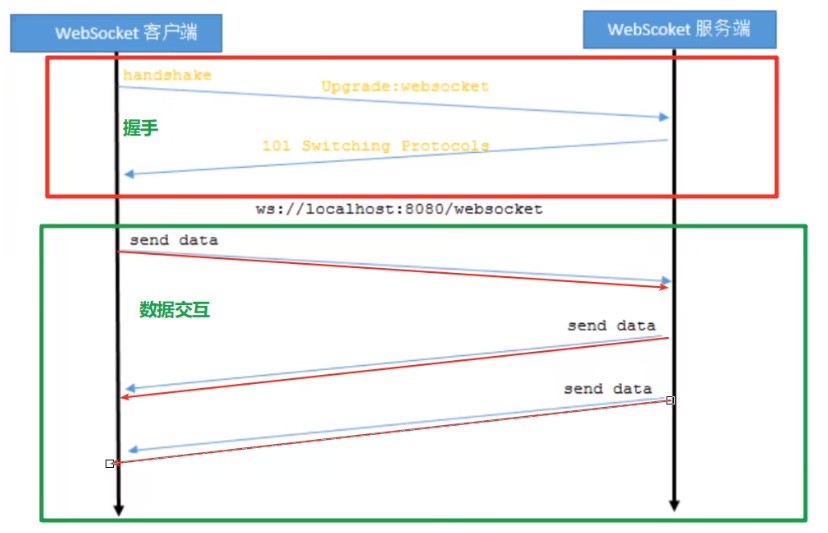 WebSocket 客户端
WebScoket 服务端
handshake
Upgrade:websocket
握手
101 Switching Protocols
ws://localhost:8080/websocket
send data
数据交互
send data
send data